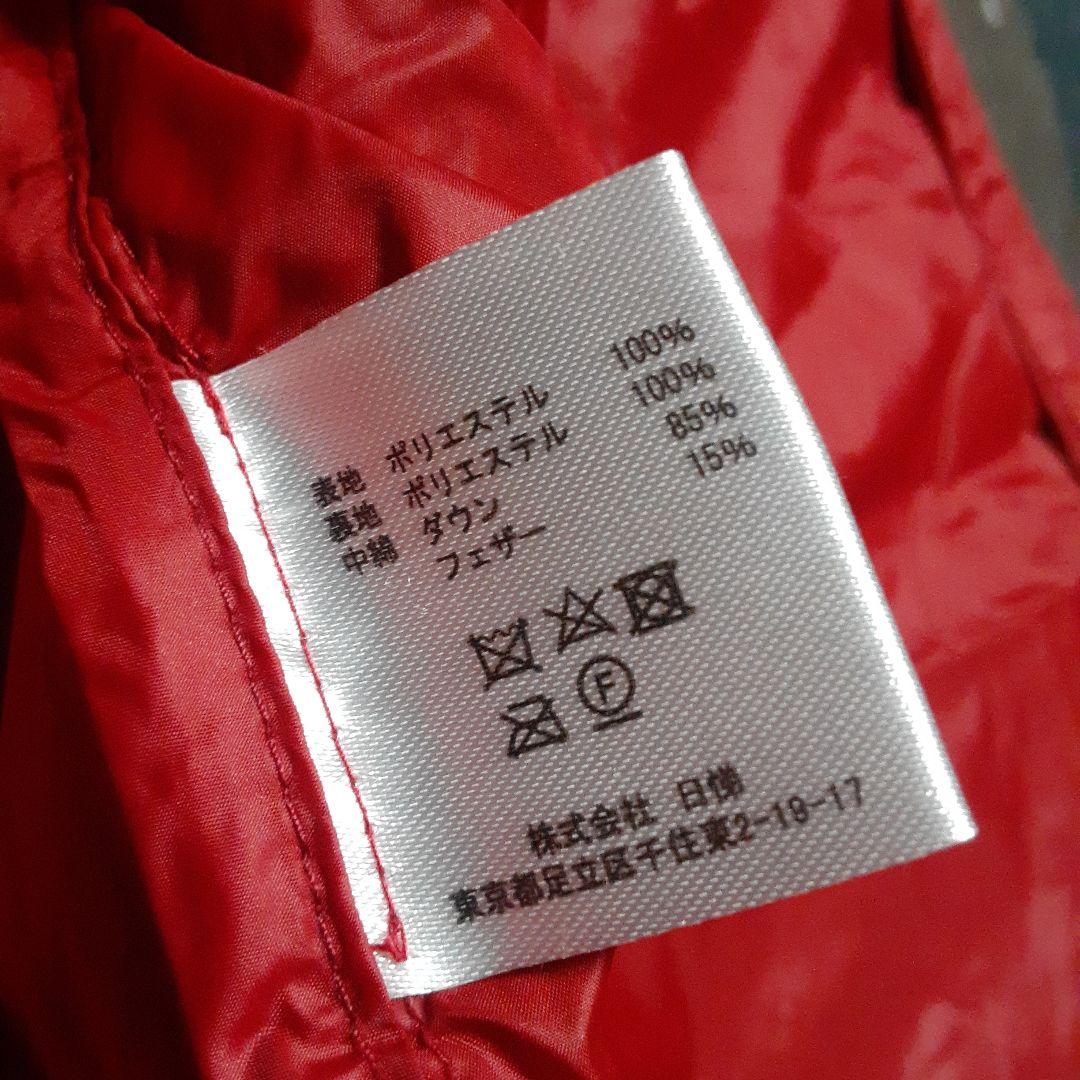 表地 ポリエステル 100%
裏地 ポリエステル 100%
中綿 ダウン 85%
フェザー 15%
F
株式会社 日悌
東京都足立区千住東2-18-17